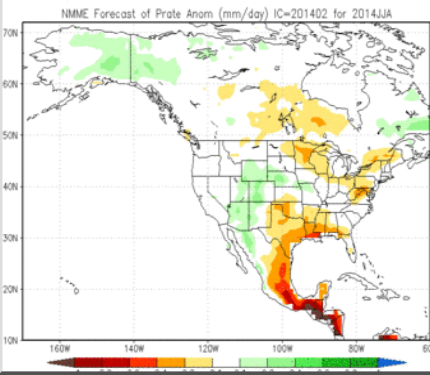 NMME Forecast of Prate Anom (mm/day) IC=201402 for 2014JJA
70N
60N
50N
40N
30N
20N
10N
160W 140W 120W 100W 80W